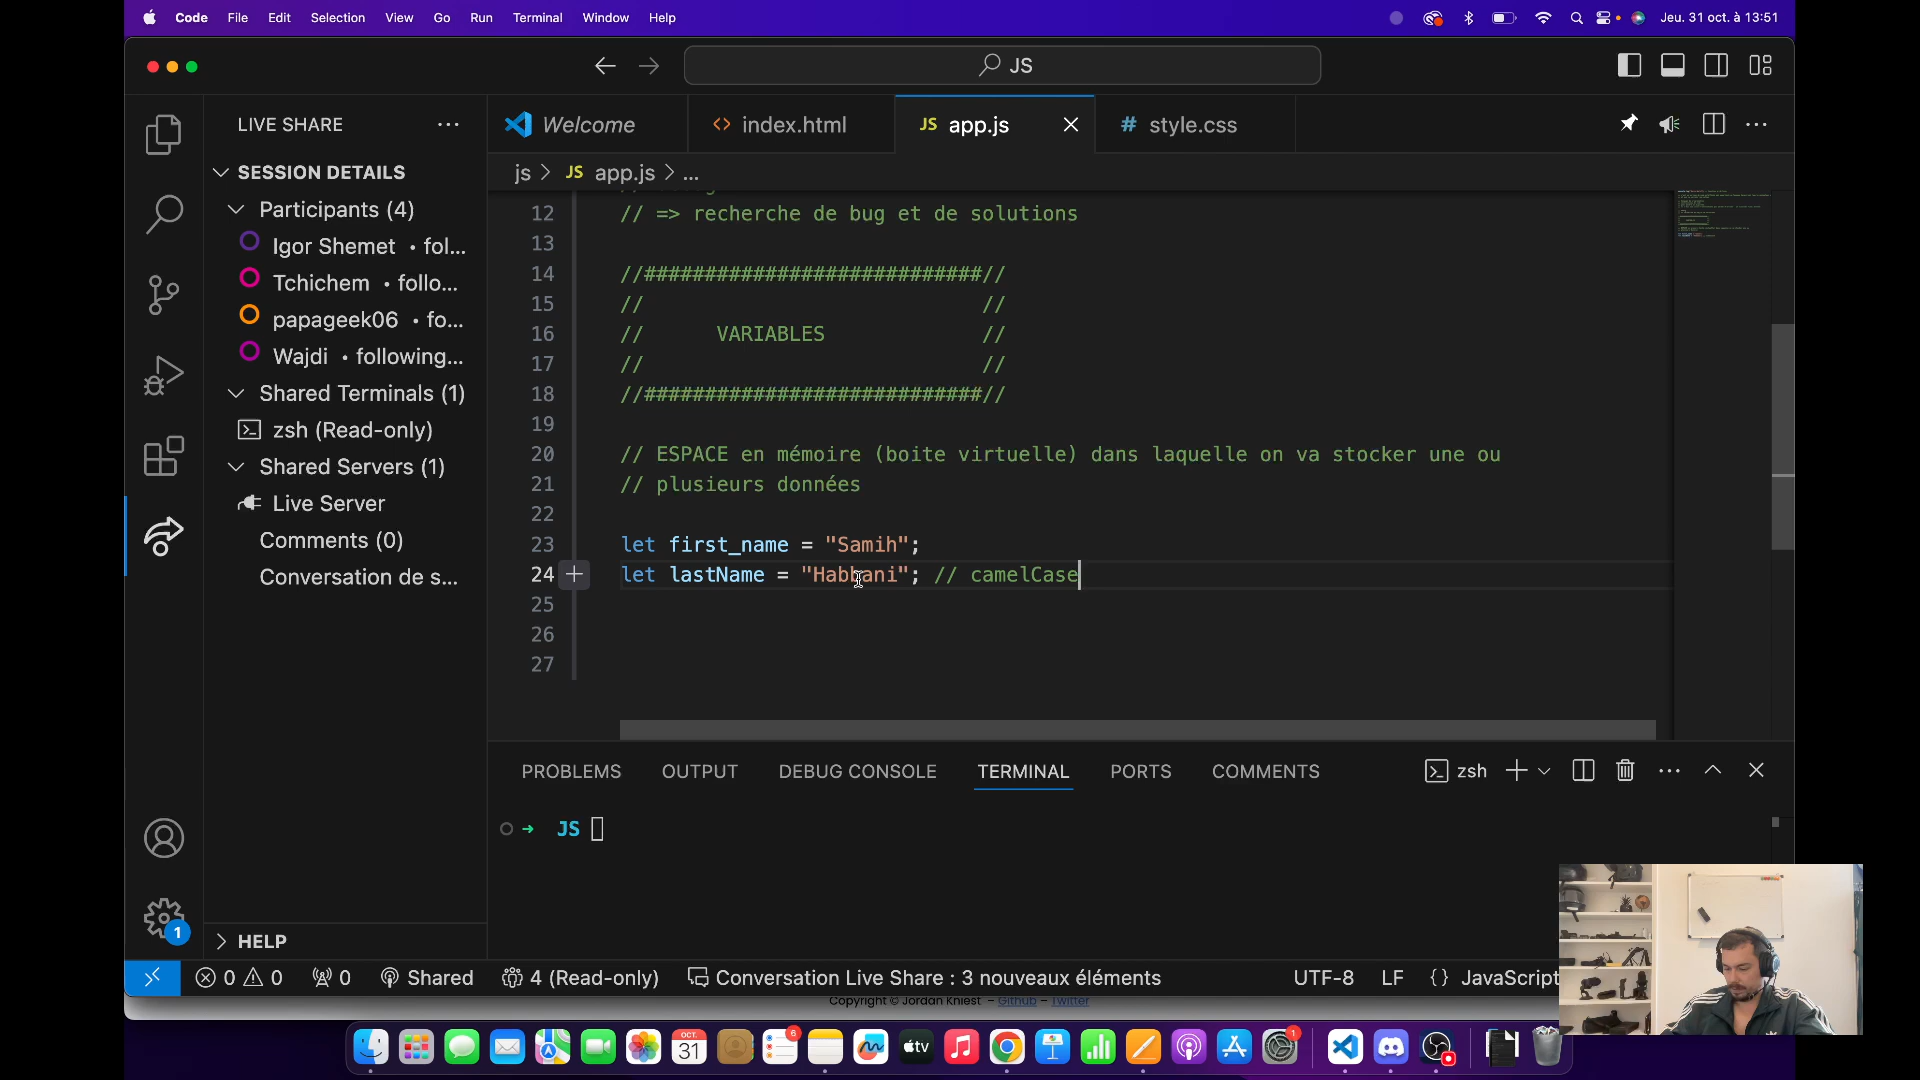 Code File Edit Selection View Go Run Terminal Window Help Jeu. 31 oct. à 13:51
JS
LIVE SHARE
Welcome index.html JS app.js style.css
SESSION DETAILS
js > JS app.js > ...
Participants (4)
Igor Shemet • fol...
Tchichem • follo...
papageek06 • fo...
Wajdi • following...
Shared Terminals (1)
zsh (Read-only)
Shared Servers (1)
Live Server
Comments (0)
Conversation de s...
12 // => recherche de bug et de solutions
13
14 //############################//
15 // //
16 // VARIABLES //
17 // //
18 //############################//
19
20 // ESPACE en mémoire (boite virtuelle) dans laquelle on va stocker une ou
21 // plusieurs données
22
23 let first_name = "Samih";
24 let lastName = "Habbani"; // camelCase
25
26
27
PROBLEMS OUTPUT DEBUG CONSOLE TERMINAL PORTS COMMENTS zsh
JS
1
HELP
0 0 0 Shared 4 (Read-only) Conversation Live Share : 3 nouveaux éléments UTF-8 LF {} JavaScript
Copyright © Jordan Kniest – Github – Twitter
OCT. 31 6 tv 1